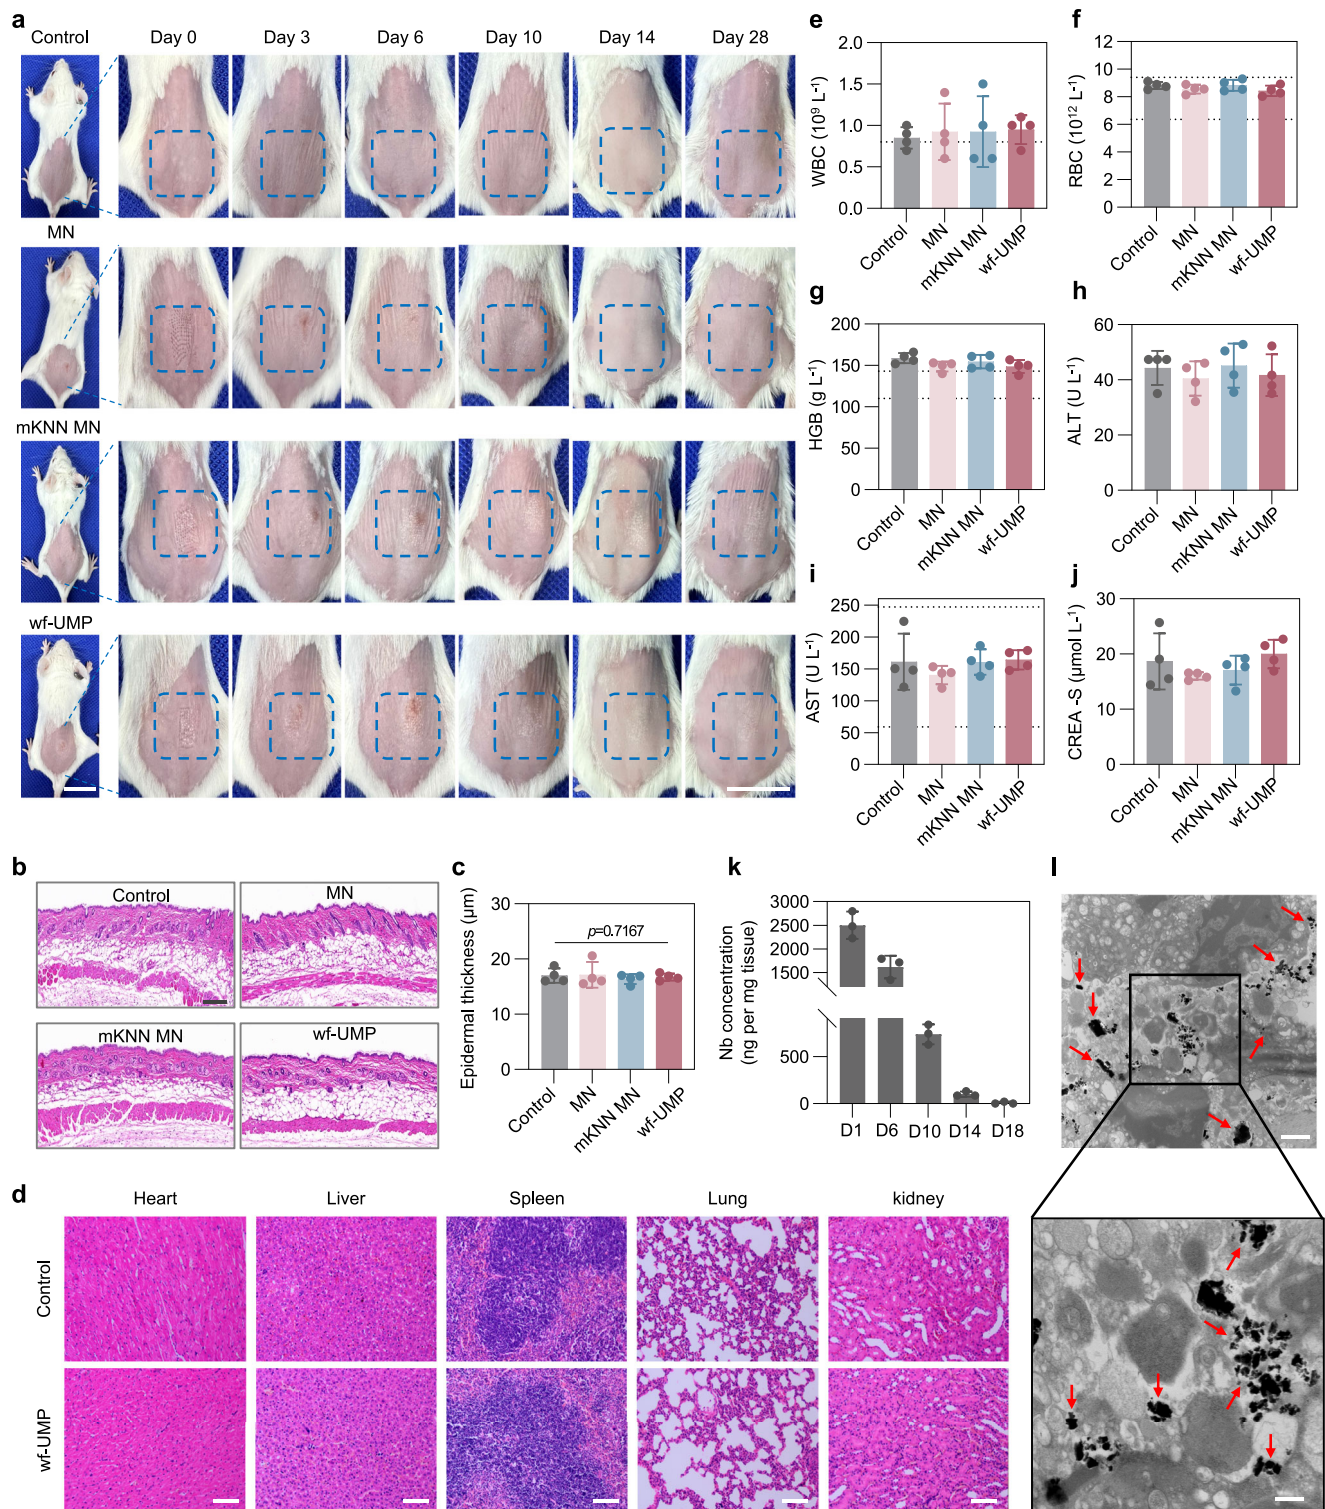 a
Control
Day 0
Day 3
Day 6
Day 10
Day 14
Day 28
MN
mKNN MN
wf-UMP
b
Control
MN
mKNN MN
wf-UMP
c
Epidermal thickness (μm)
30
20
10
0
p=0.7167
Control
MN
mKNN MN
wf-UMP
d
Heart
Liver
Spleen
Lung
kidney
Control
wf-UMP
e
WBC (10⁹ L⁻¹)
2.0
1.5
1.0
0.5
0.0
Control
MN
mKNN MN
wf-UMP
f
RBC (10¹² L⁻¹)
12
10
8
6
4
2
0
Control
MN
mKNN MN
wf-UMP
g
HGB (g L⁻¹)
200
150
100
50
0
Control
MN
mKNN MN
wf-UMP
h
ALT (U L⁻¹)
60
40
20
0
Control
MN
mKNN MN
wf-UMP
i
AST (U L⁻¹)
250
200
150
100
50
0
Control
MN
mKNN MN
wf-UMP
j
CREA -S (μmol L⁻¹)
30
20
10
0
Control
MN
mKNN MN
wf-UMP
k
Nb concentration
(ng per mg tissue)
3000
2500
1500
500
0
D1
D6
D10
D14
D18
l